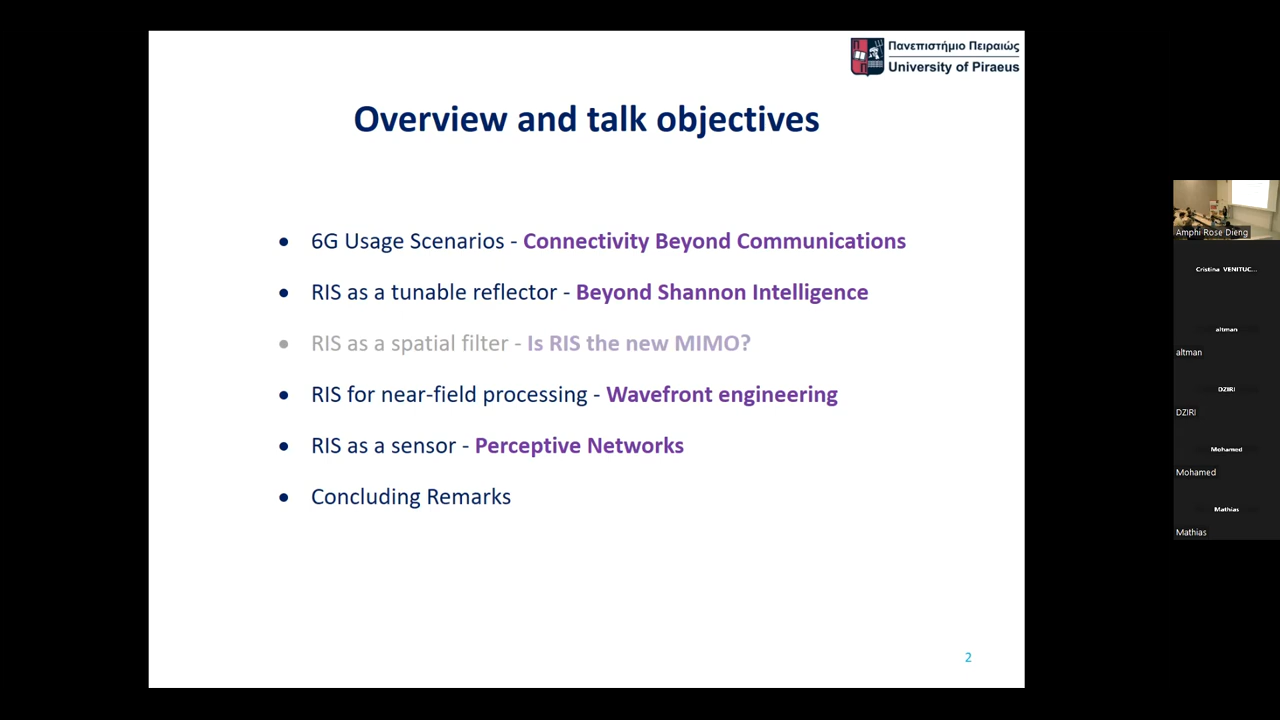 Πανεπιστήμιο Πειραιώς
University of Piraeus
Overview and talk objectives
• 6G Usage Scenarios - Connectivity Beyond Communications
• RIS as a tunable reflector - Beyond Shannon Intelligence
• RIS as a spatial filter - Is RIS the new MIMO?
• RIS for near-field processing - Wavefront engineering
• RIS as a sensor - Perceptive Networks
• Concluding Remarks
2
Amphi Rose Dieng
Cristina VENITUC...
altman
altman
DZIRI
DZIRI
Mohamed
Mohamed
Mathias
Mathias